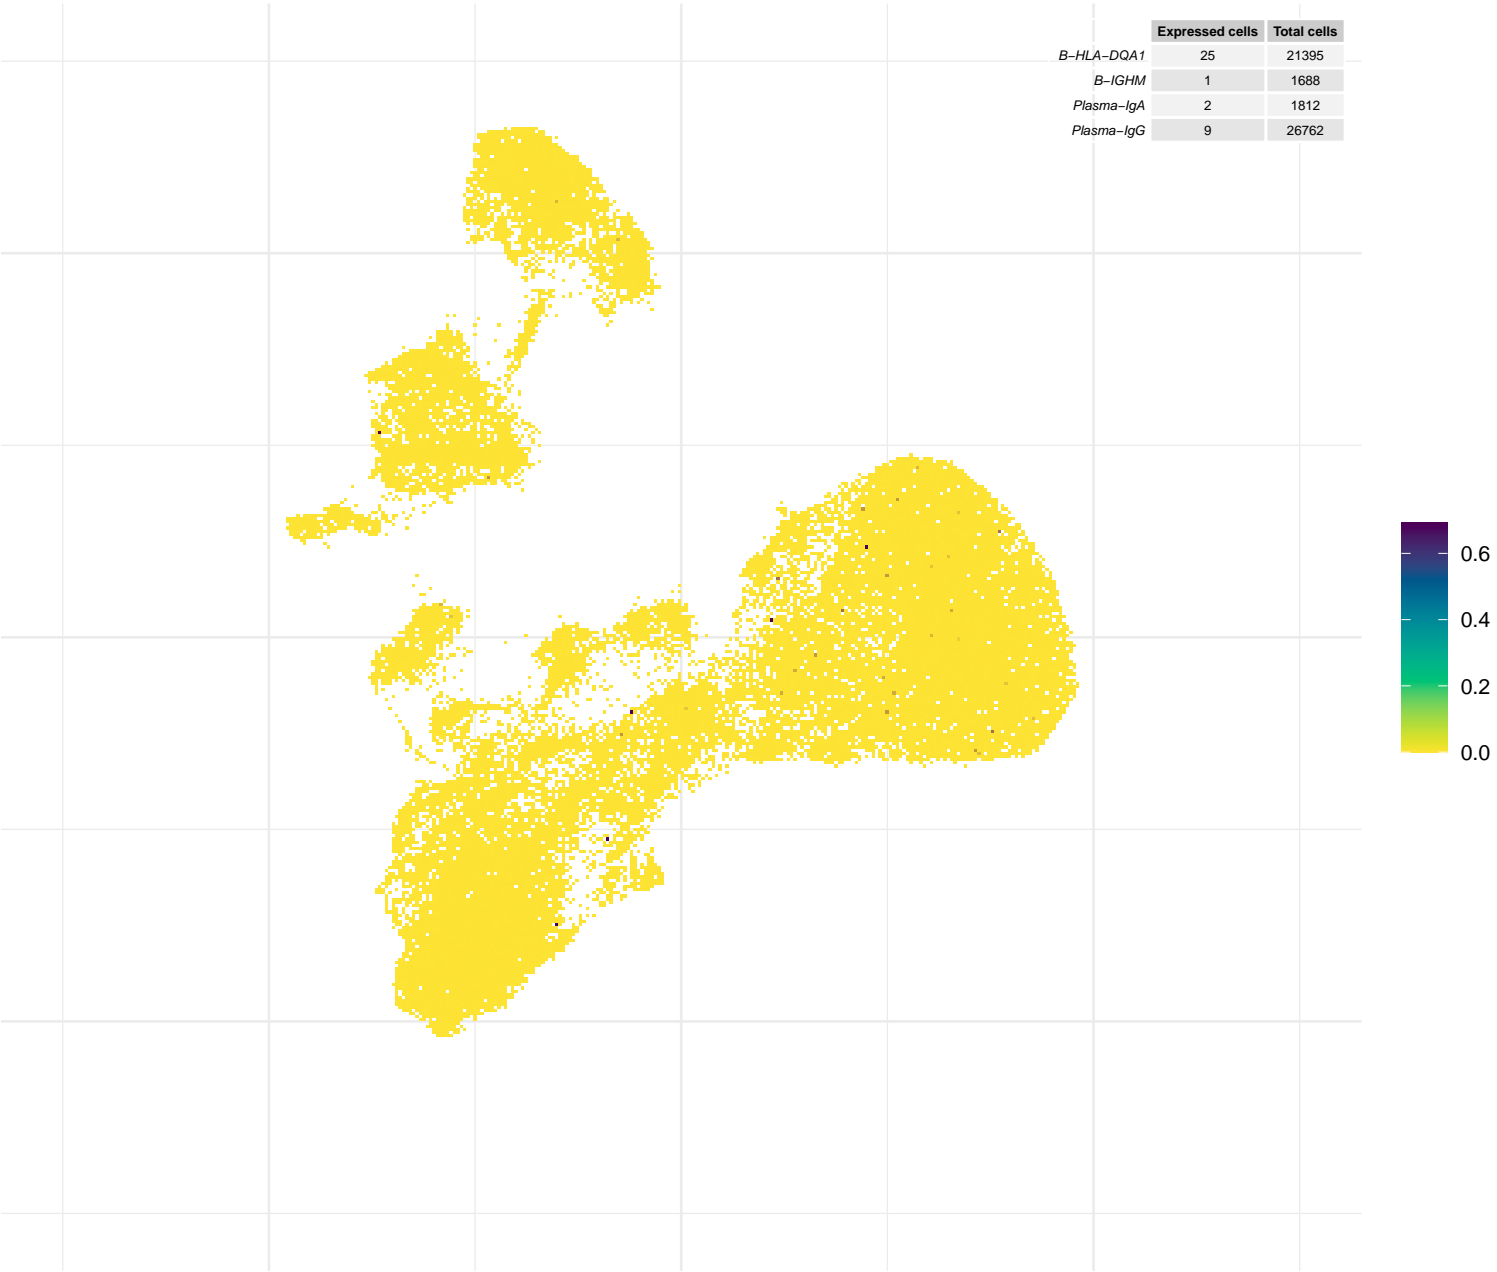 Expressed cells Total cells
B−HLA−DQA1 25 21395
B−IGHM 1 1688
Plasma−IgA 2 1812
Plasma−IgG 9 26762
0.6
0.4
0.2
0.0